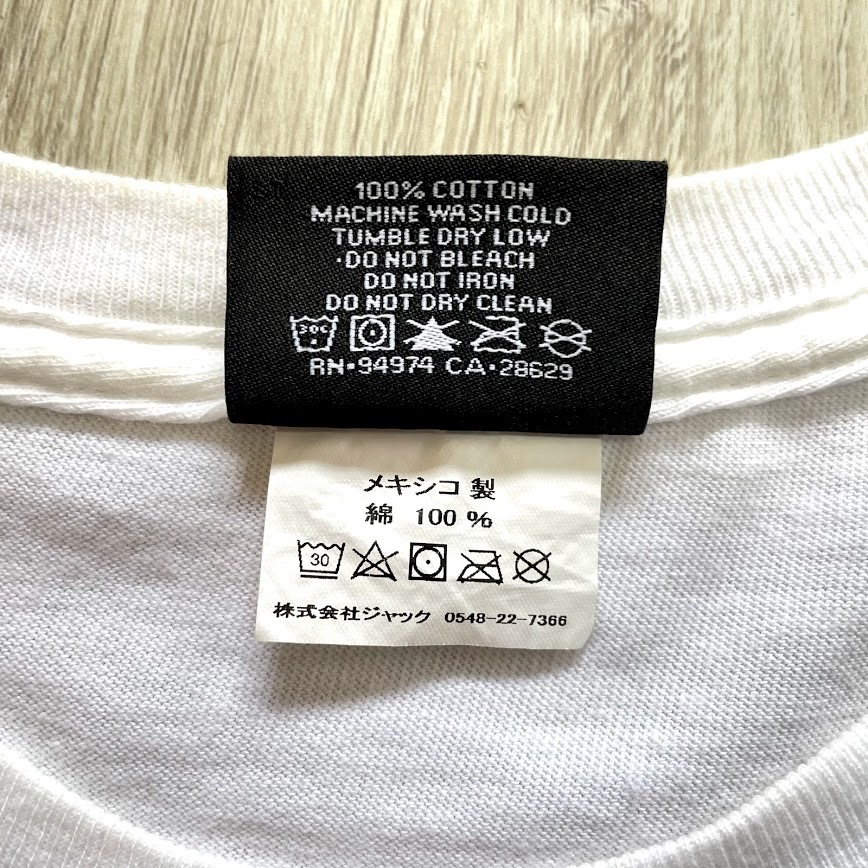 100% COTTON
MACHINE WASH COLD
TUMBLE DRY LOW
·DO NOT BLEACH
DO NOT IRON
DO NOT DRY CLEAN
30C
RN·94974 CA·28629
メキシコ製
綿 100 %
30
株式会社ジャック 0548-22-7366